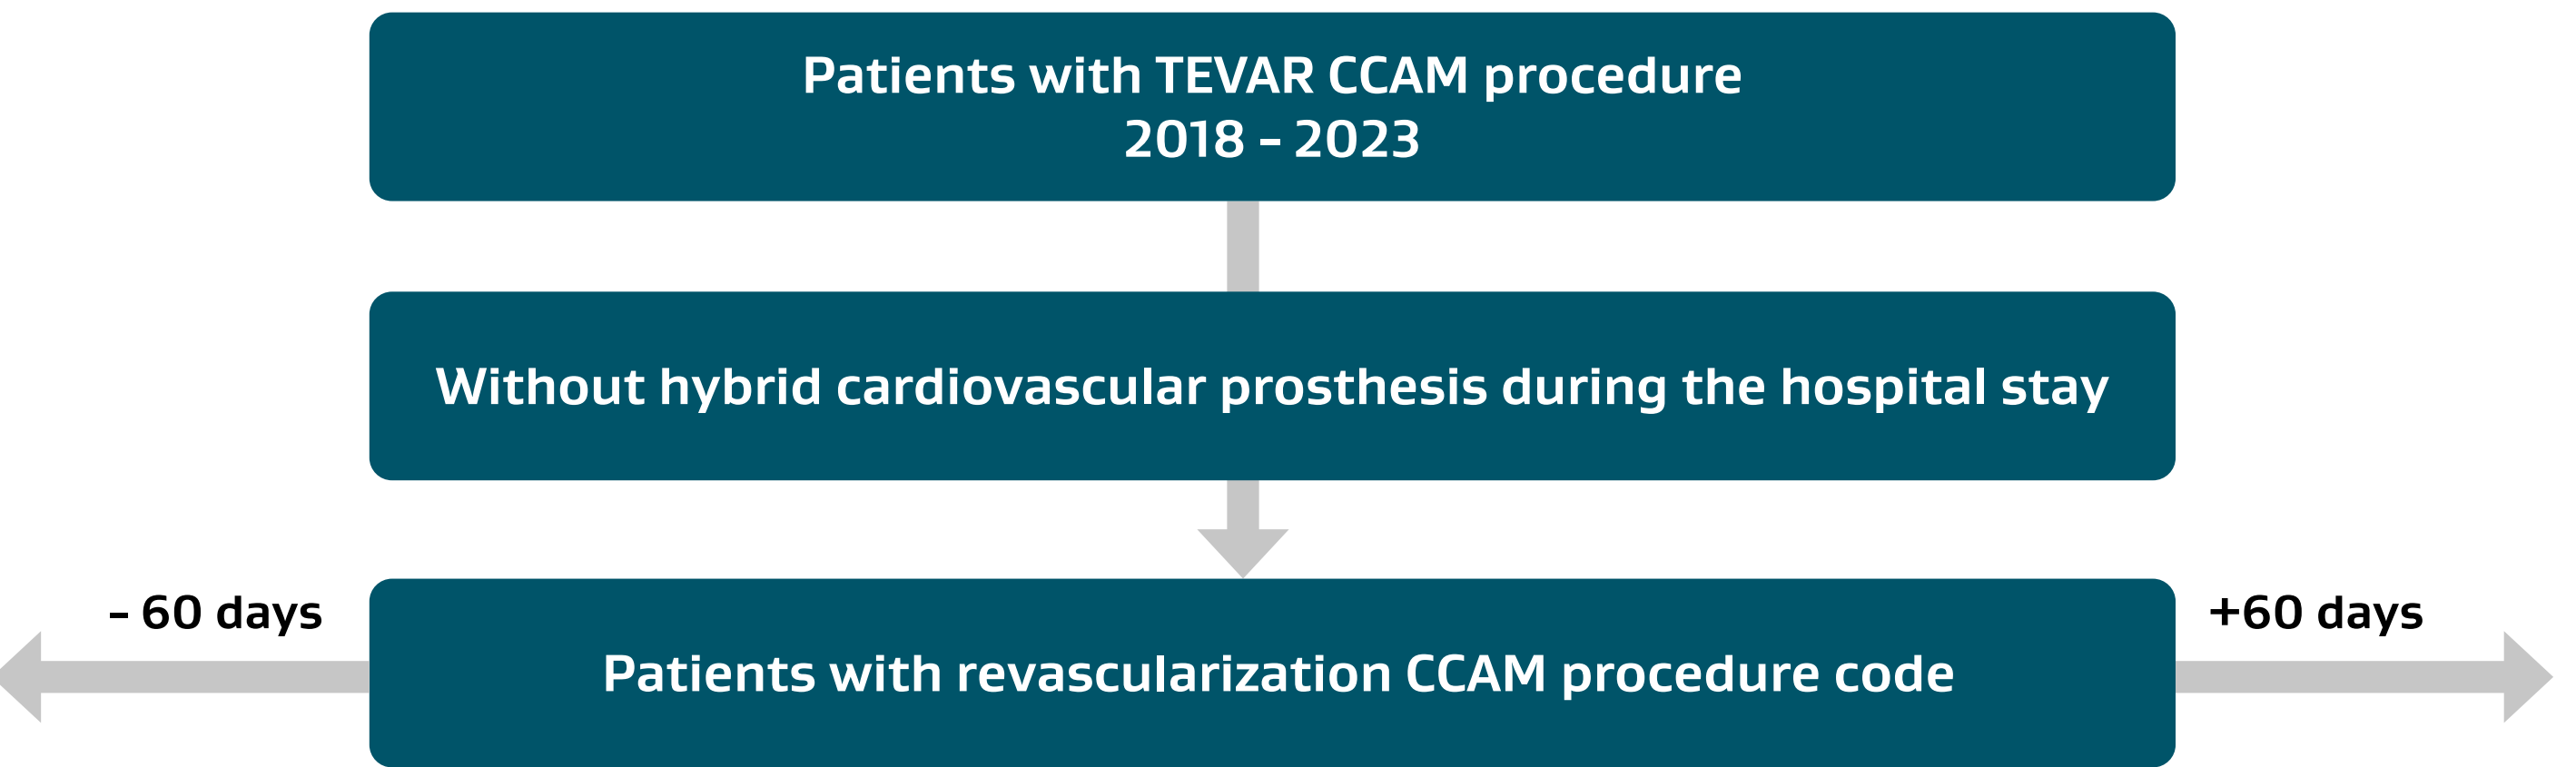 Patients with TEVAR CCAM procedure
2018 – 2023
Without hybrid cardiovascular prosthesis during the hospital stay
– 60 days
+60 days
Patients with revascularization CCAM procedure code